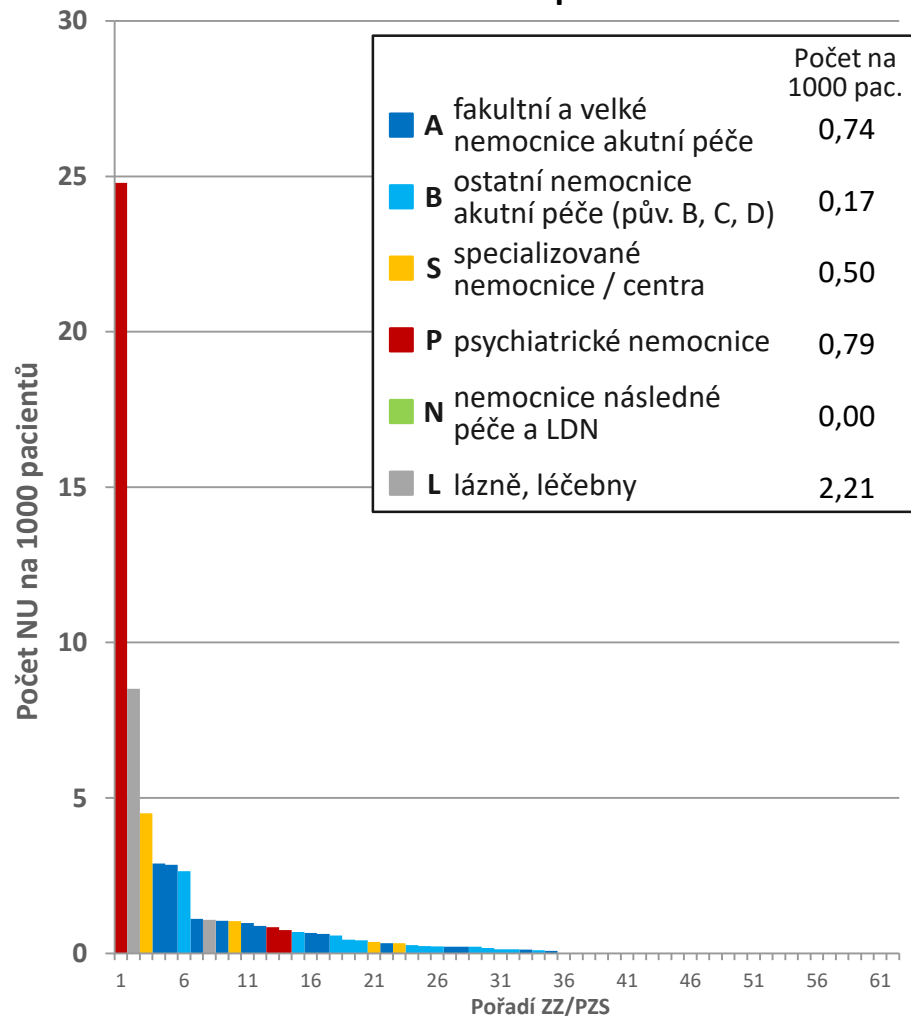 30
25
20
15
10
5
0
Počet NU na 1000 pacientů
Počet na
1000 pac.
A fakultní a velké
nemocnice akutní péče 0,74
B ostatní nemocnice
akutní péče (pův. B, C, D) 0,17
S specializované
nemocnice / centra 0,50
P psychiatrické nemocnice 0,79
N nemocnice následné
péče a LDN 0,00
L lázně, léčebny 2,21
1 6 11 16 21 26 31 36 41 46 51 56 61
Pořadí ZZ/PZS